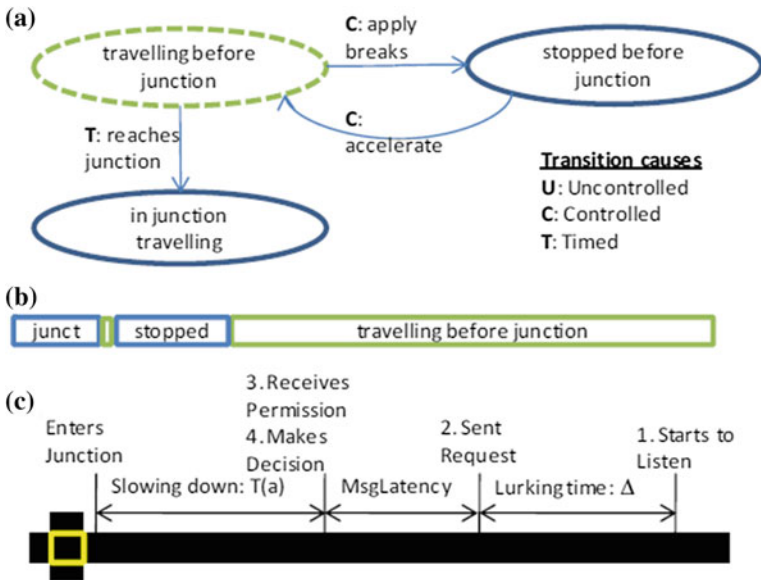 (a)
travelling before
junction
C: apply
breaks
stopped before
junction
T: reaches
junction
C:
accelerate
in junction
travelling
Transition causes
U: Uncontrolled
C: Controlled
T: Timed
(b)
junct
stopped
travelling before junction
(c)
Enters
Junction
3. Receives
Permission
4. Makes
Decision
2. Sent
Request
1. Starts to
Listen
Slowing down: T(a)
MsgLatency
Lurking time: Δ